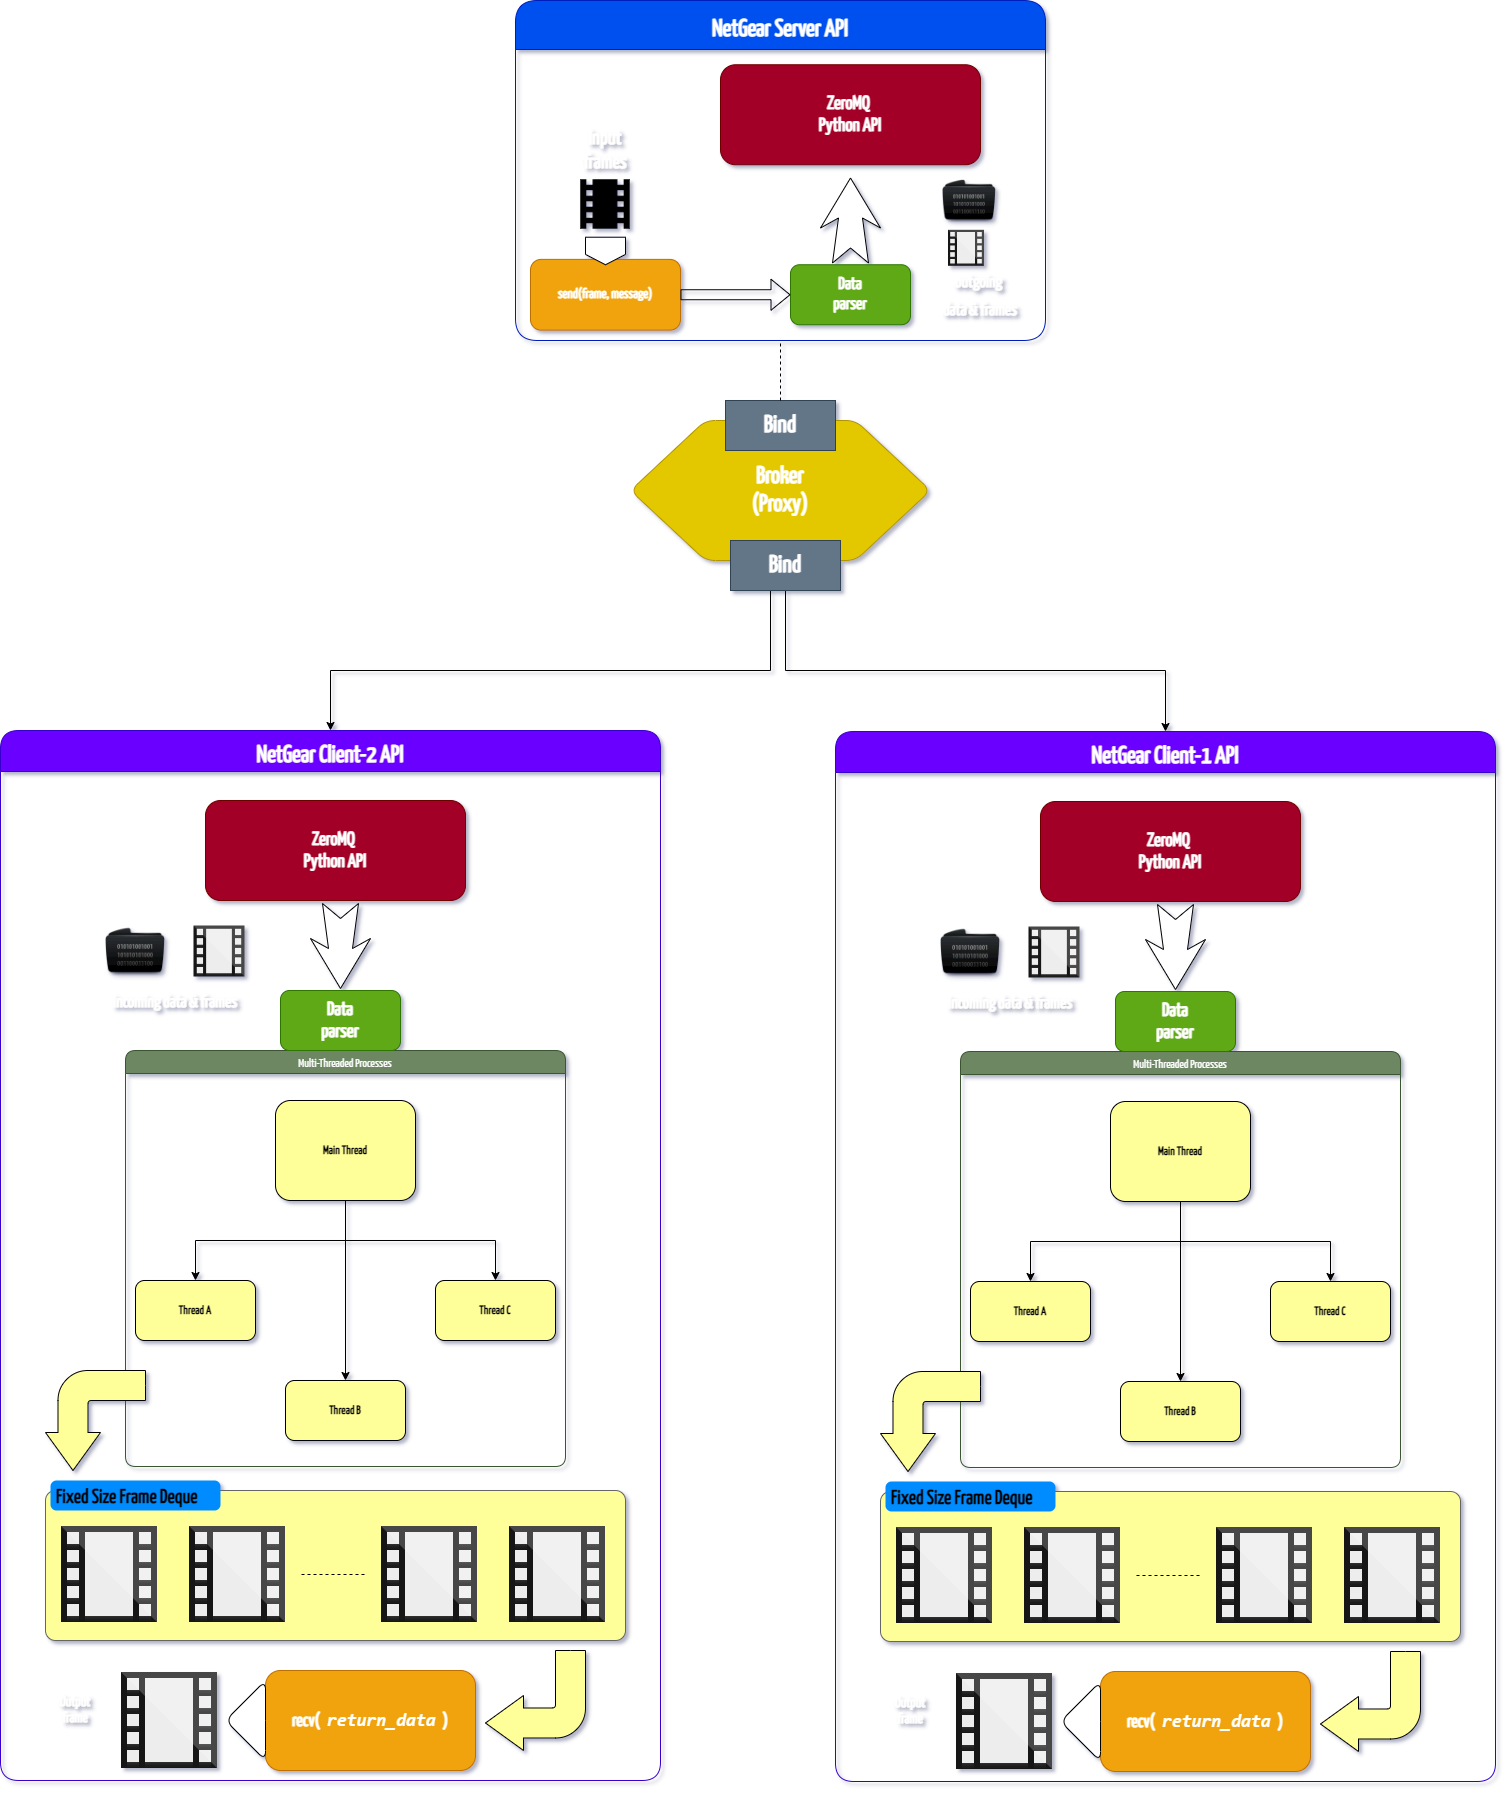 NetGear Server API
ZeroMQ
Python API
input
frames
send(frame, message)
Data
parser
outgoing
data & frames
Bind
Broker
(Proxy)
Bind
NetGear Client-2 API
ZeroMQ
Python API
incoming data & frames
Data
parser
Multi-Threaded Processes
Main Thread
Thread A
Thread C
Thread B
Fixed Size Frame Deque
Output
frame
recv( return_data )
NetGear Client-1 API
ZeroMQ
Python API
incoming data & frames
Data
parser
Multi-Threaded Processes
Main Thread
Thread A
Thread C
Thread B
Fixed Size Frame Deque
Output
frame
recv( return_data )